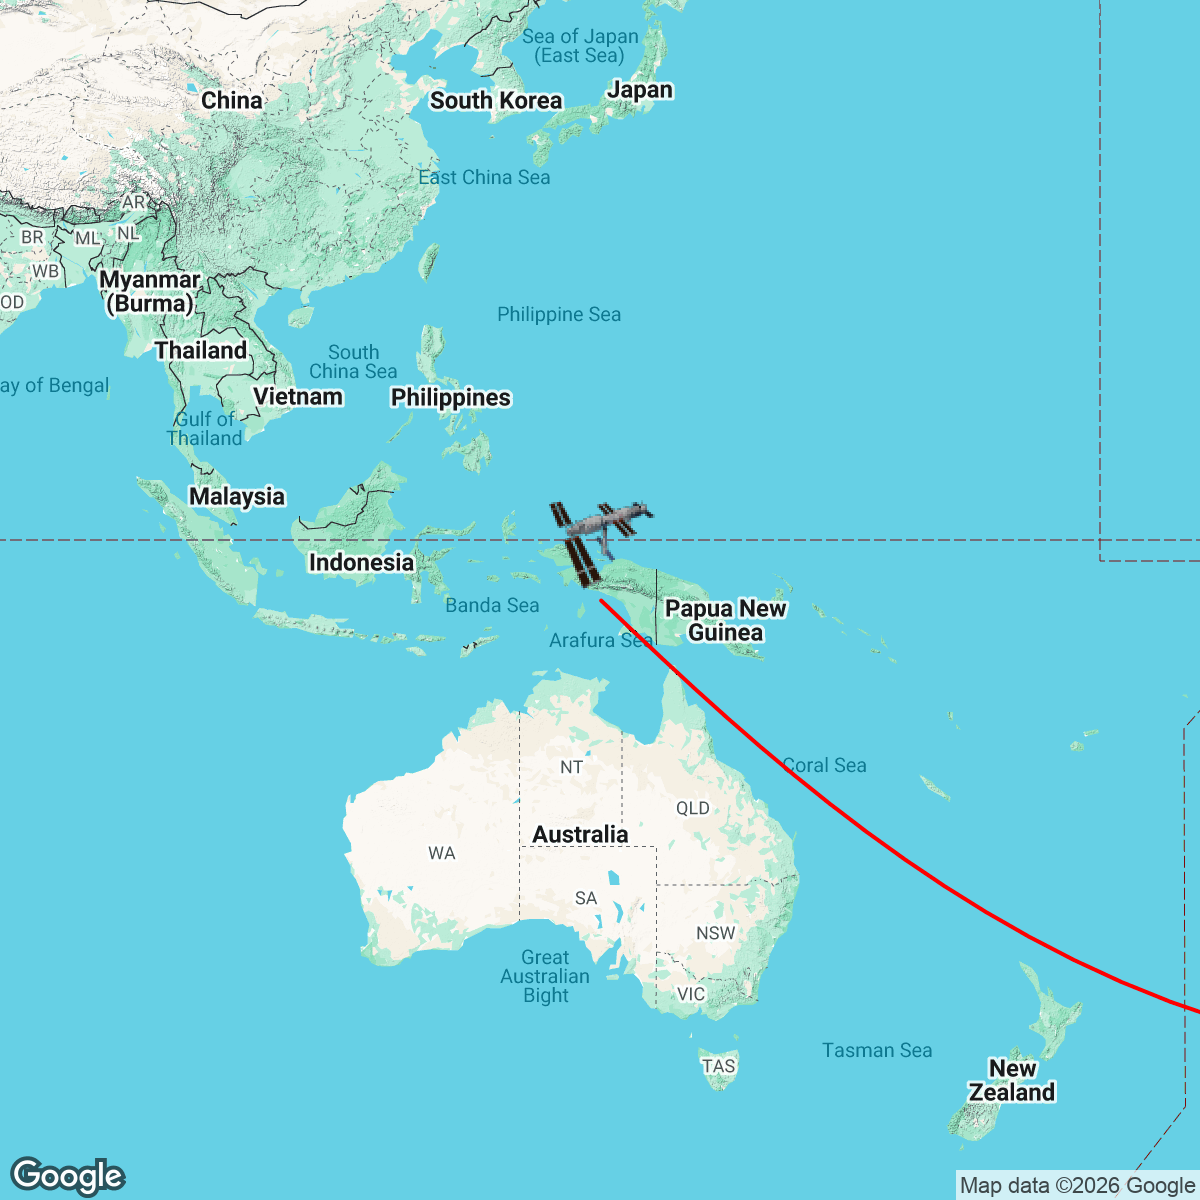 Sea of Japan
(East Sea)
China
South Korea
Japan
East China Sea
AR
BR
ML
NL
WB
Myanmar
(Burma)
OD
Philippine Sea
Thailand
South
China Sea
ay of Bengal
Vietnam
Philippines
Gulf of
Thailand
Malaysia
Indonesia
Banda Sea
Papua New
Guinea
Arafura Sea
NT
Coral Sea
QLD
Australia
WA
SA
NSW
Great
Australian
Bight
VIC
Tasman Sea
TAS
New
Zealand
Google
Map data ©2026 Google